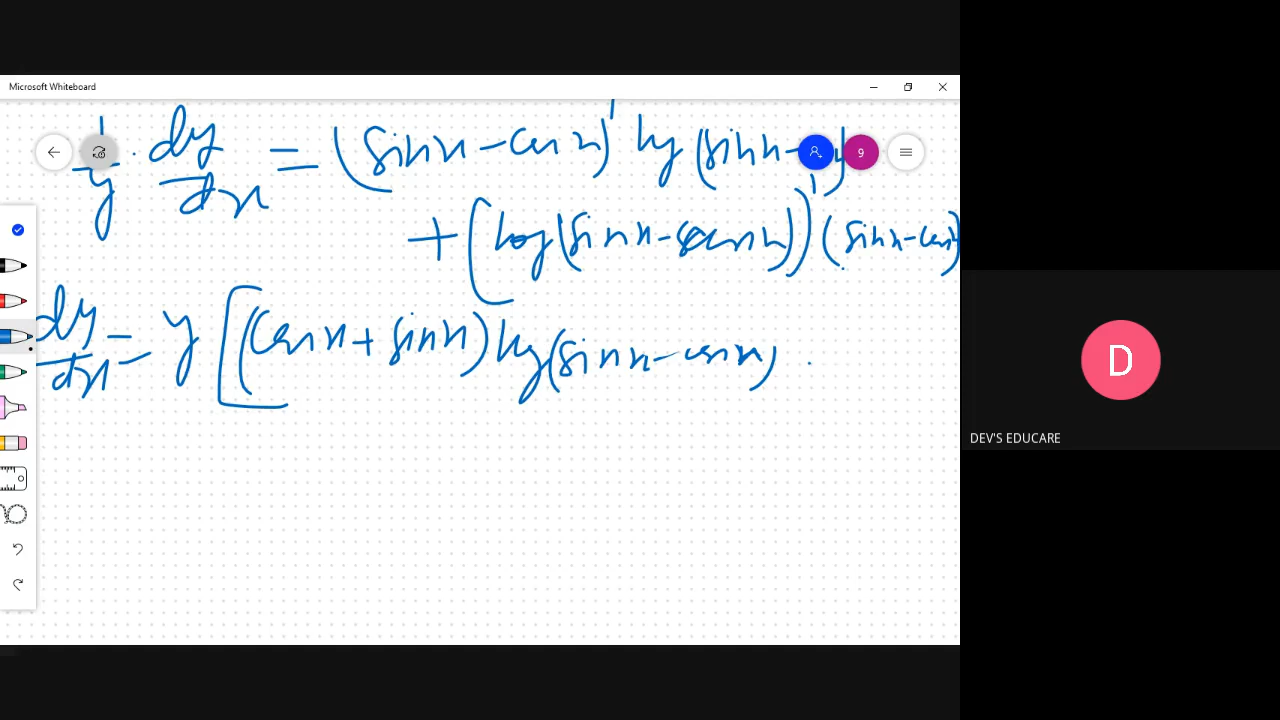 Microsoft Whiteboard
1/y · dy/dx = (sinx - cosx)' log (sinx -
9
+ [log(sinx - cosx))' (sinx - cosx)
dy/dx = y [(cosx + sinx) log(sinx - cosx) .
D
DEV'S EDUCARE